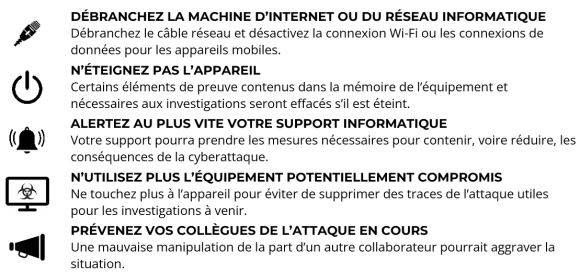 DÉBRANCHEZ LA MACHINE D’INTERNET OU DU RÉSEAU INFORMATIQUE
Débranchez le câble réseau et désactivez la connexion Wi-Fi ou les connexions de
données pour les appareils mobiles.
N’ÉTEIGNEZ PAS L’APPAREIL
Certains éléments de preuve contenus dans la mémoire de l’équipement et
nécessaires aux investigations seront effacés s’il est éteint.
ALERTEZ AU PLUS VITE VOTRE SUPPORT INFORMATIQUE
Votre support pourra prendre les mesures nécessaires pour contenir, voire réduire, les
conséquences de la cyberattaque.
N’UTILISEZ PLUS L’ÉQUIPEMENT POTENTIELLEMENT COMPROMIS
Ne touchez plus à l’appareil pour éviter de supprimer des traces de l’attaque utiles
pour les investigations à venir.
PRÉVENEZ VOS COLLÈGUES DE L’ATTAQUE EN COURS
Une mauvaise manipulation de la part d’un autre collaborateur pourrait aggraver la
situation.